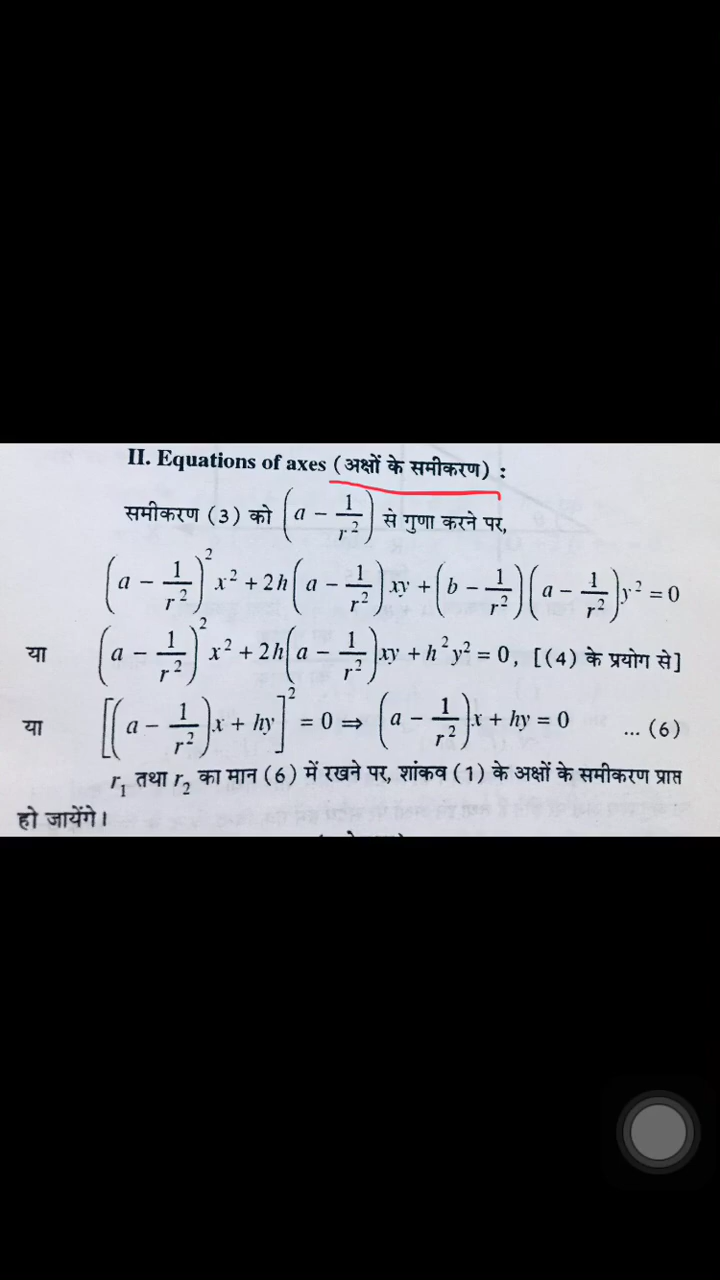 II. Equations of axes (अक्षों के समीकरण) :
समीकरण (3) को (a − 1/r²) से गुणा करने पर,
(a − 1/r²)² x² + 2h(a − 1/r²) xy + (b − 1/r²)(a − 1/r²) y² = 0
या (a − 1/r²)² x² + 2h(a − 1/r²) xy + h² y² = 0, [(4) के प्रयोग से]
या [(a − 1/r²) x + hy]² = 0 ⇒ (a − 1/r²) x + hy = 0 ... (6)
r₁ तथा r₂ का मान (6) में रखने पर, शांकव (1) के अक्षों के समीकरण प्राप्त
हो जायेंगे।